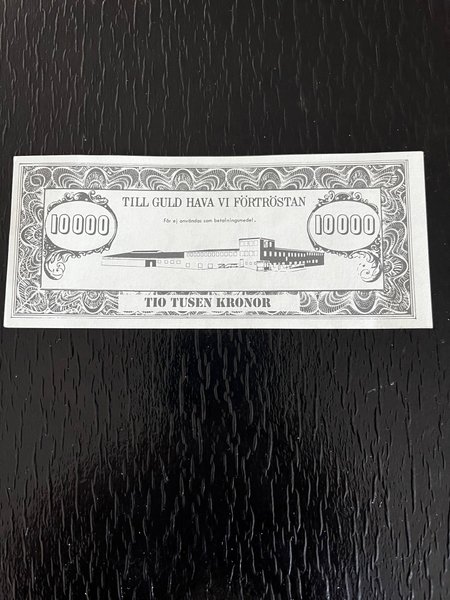 TILL GULD HAVA VI FÖRTRÖSTAN
Får ej användas som betalningsmedel.
10000
10000
TIO TUSEN KRONOR